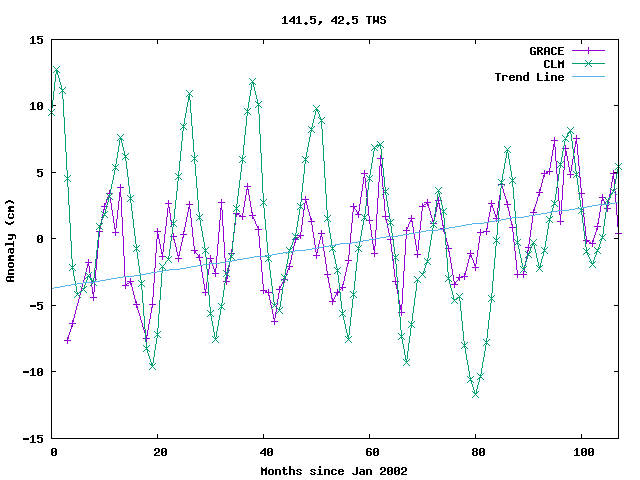 141.5, 42.5 TWS
GRACE
CLM
Trend Line
15
10
5
0
-5
-10
-15
Anomaly (cm)
0 20 40 60 80 100
Months since Jan 2002